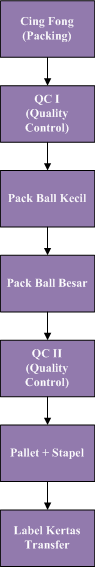 Cing Fong
(Packing)
QC I
(Quality
Control)
Pack Ball Kecil
Pack Ball Besar
QC II
(Quality
Control)
Pallet + Stapel
Label Kertas
Transfer